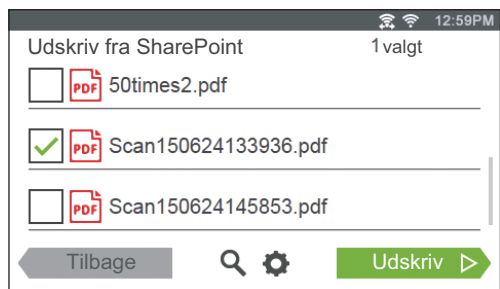 12:59PM
Udskriv fra SharePoint 1 valgt
PDF 50times2.pdf
PDF Scan150624133936.pdf
PDF Scan150624145853.pdf
Tilbage Udskriv